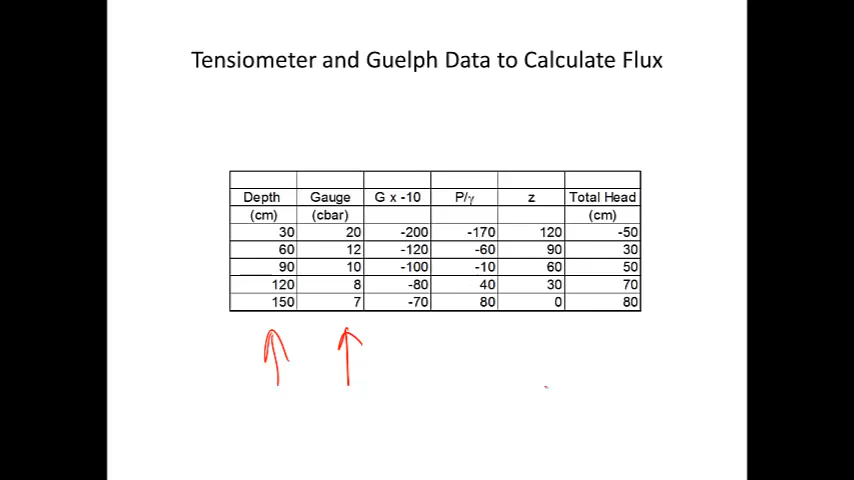 Tensiometer and Guelph Data to Calculate Flux
Depth Gauge G x -10 P/γ z Total Head
(cm) (cbar) (cm)
30 20 -200 -170 120 -50
60 12 -120 -60 90 30
90 10 -100 -10 60 50
120 8 -80 40 30 70
150 7 -70 80 0 80